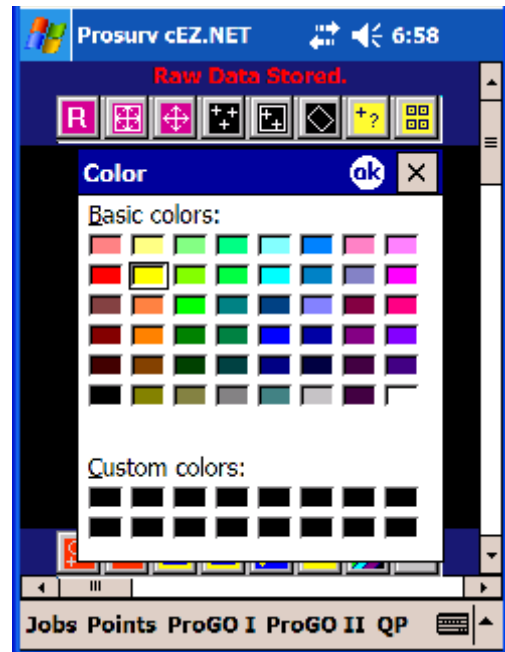 Prosurv cEZ.NET 6:58
Raw Data Stored.
R +?
Color ok
Basic colors:
Custom colors:
Jobs Points ProGO I ProGO II QP